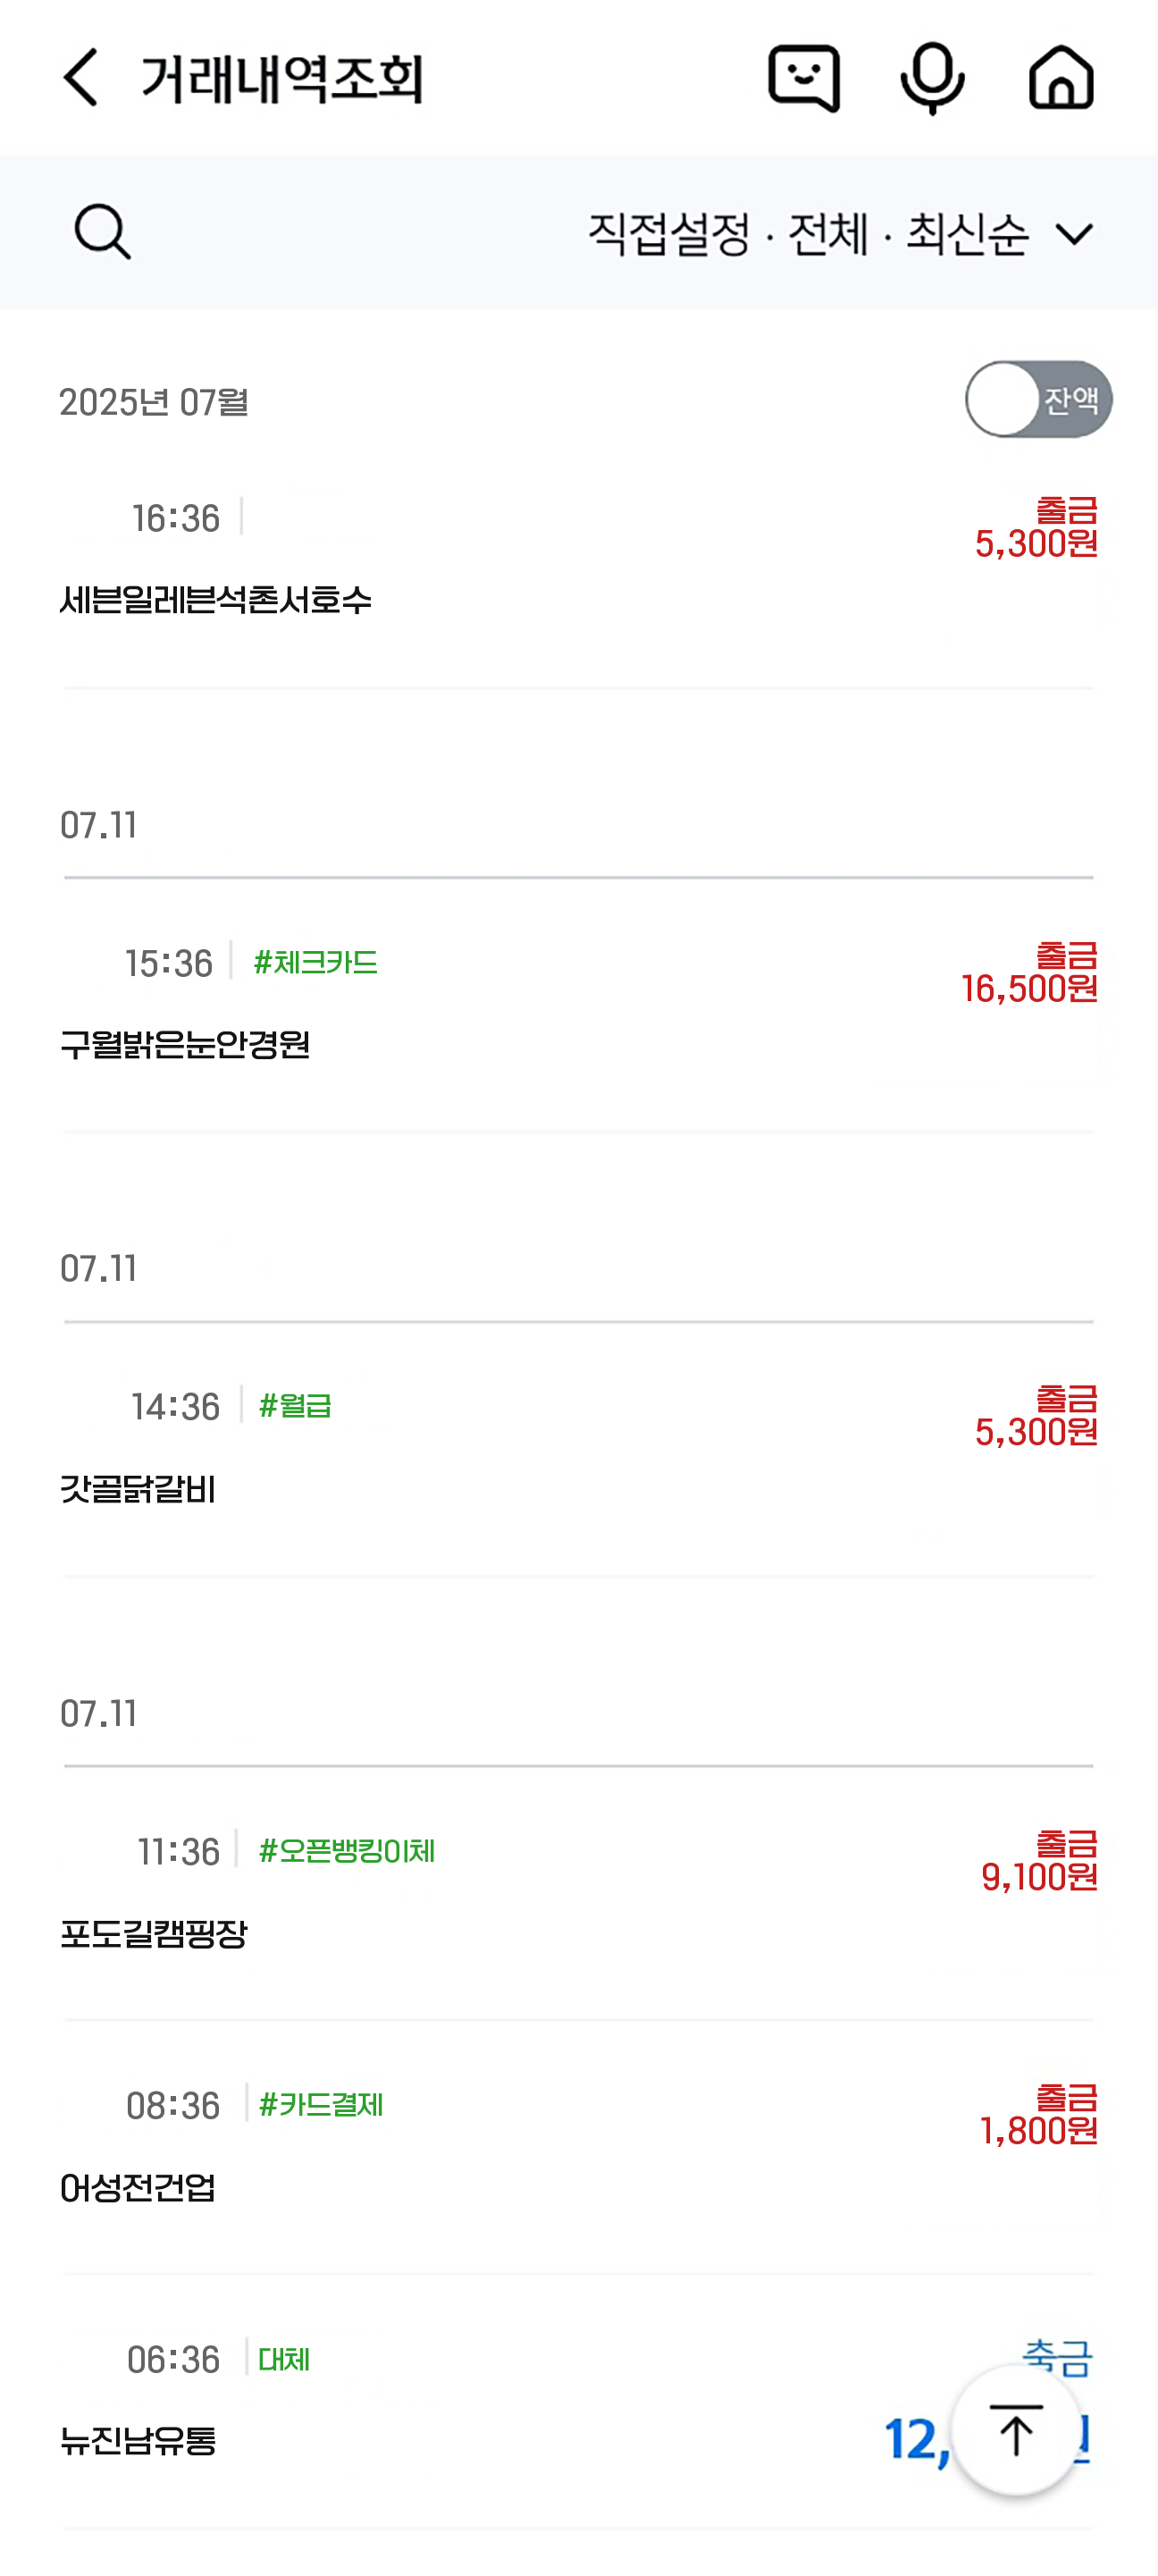 거래내역조회
직접설정 · 전체 · 최신순
2025년 07월
잔액
16:36
출금
5,300원
세븐일레븐석촌서호수
07.11
15:36 #체크카드
출금
16,500원
구월밝은눈안경원
07.11
14:36 #월급
출금
5,300원
갓골닭갈비
07.11
11:36 #오픈뱅킹이체
출금
9,100원
포도길캠핑장
08:36 #카드결제
출금
1,800원
어성전건업
06:36 대체
뉴진남유통
12,